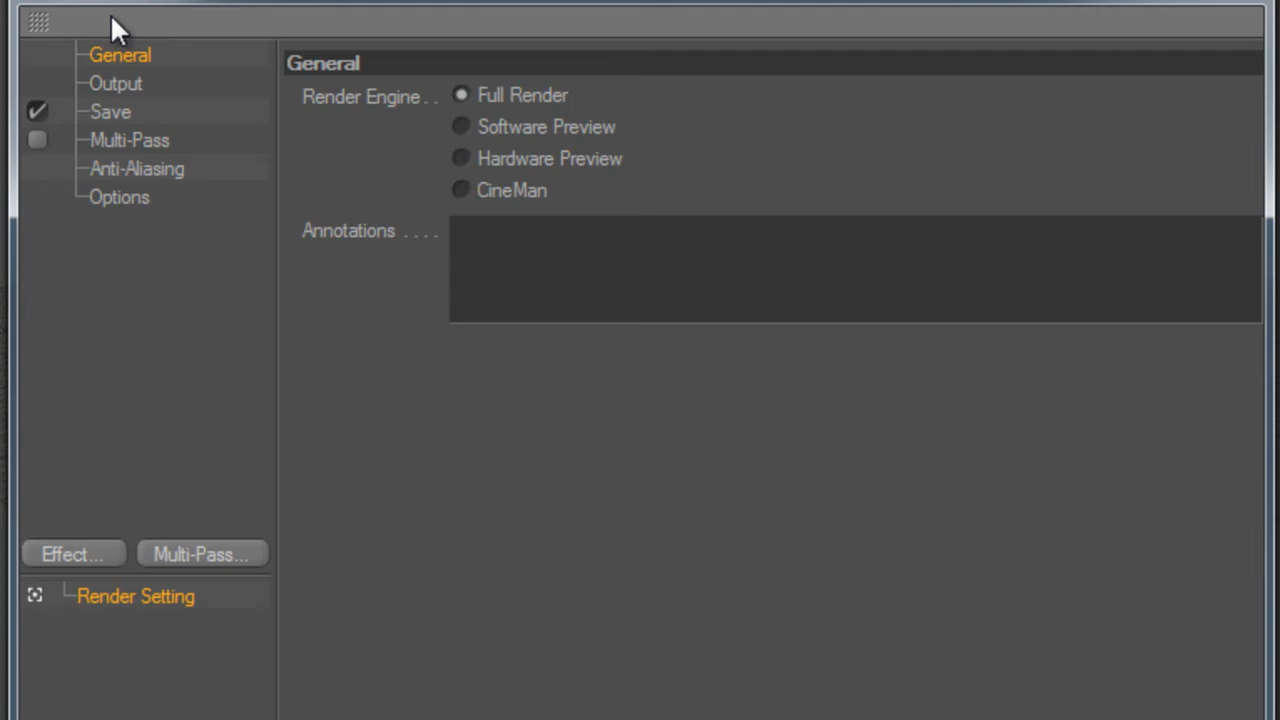 General
Output
Save
Multi-Pass
Anti-Aliasing
Options
Effect...
Multi-Pass...
Render Setting
General
Render Engine . .
Full Render
Software Preview
Hardware Preview
CineMan
Annotations . . . .